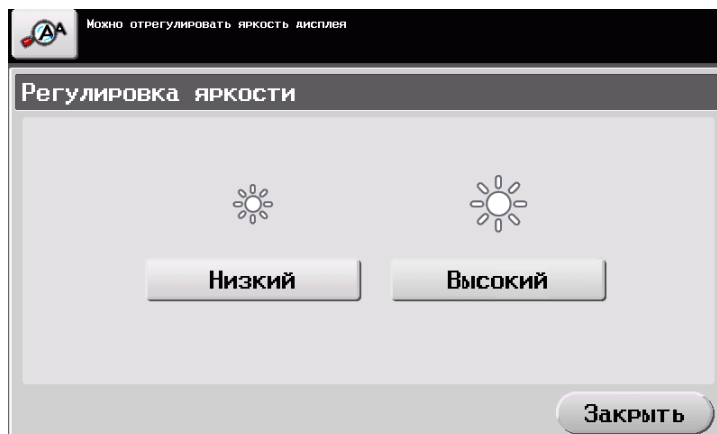 Можно отрегулировать яркость дисплея
Регулировка яркости
Низкий
Высокий
Закрыть